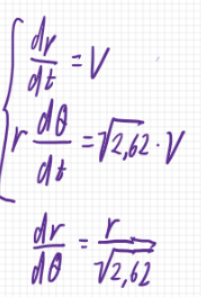 dr/dt = V
r dθ/dt = √2,62 · V
dr/dθ = r/√2,62